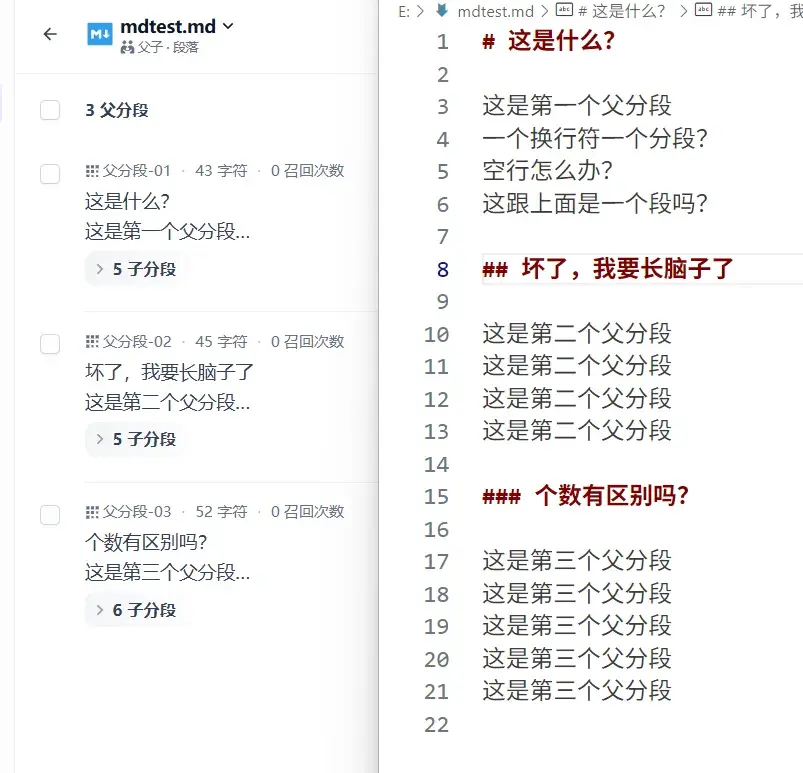 mdtest.md
父子 · 段落
3 父分段
父分段-01 · 43 字符 · 0 召回次数
这是什么？
这是第一个父分段...
5 子分段
父分段-02 · 45 字符 · 0 召回次数
坏了，我要长脑子了
这是第二个父分段...
5 子分段
父分段-03 · 52 字符 · 0 召回次数
个数有区别吗？
这是第三个父分段...
6 子分段
E: > mdtest.md > # 这是什么？ > ## 坏了，我
1 # 这是什么？
2
3 这是第一个父分段
4 一个换行符一个分段？
5 空行怎么办？
6 这跟上面是一个段吗？
7
8 ## 坏了，我要长脑子了
9
10 这是第二个父分段
11 这是第二个父分段
12 这是第二个父分段
13 这是第二个父分段
14
15 ### 个数有区别吗？
16
17 这是第三个父分段
18 这是第三个父分段
19 这是第三个父分段
20 这是第三个父分段
21 这是第三个父分段
22